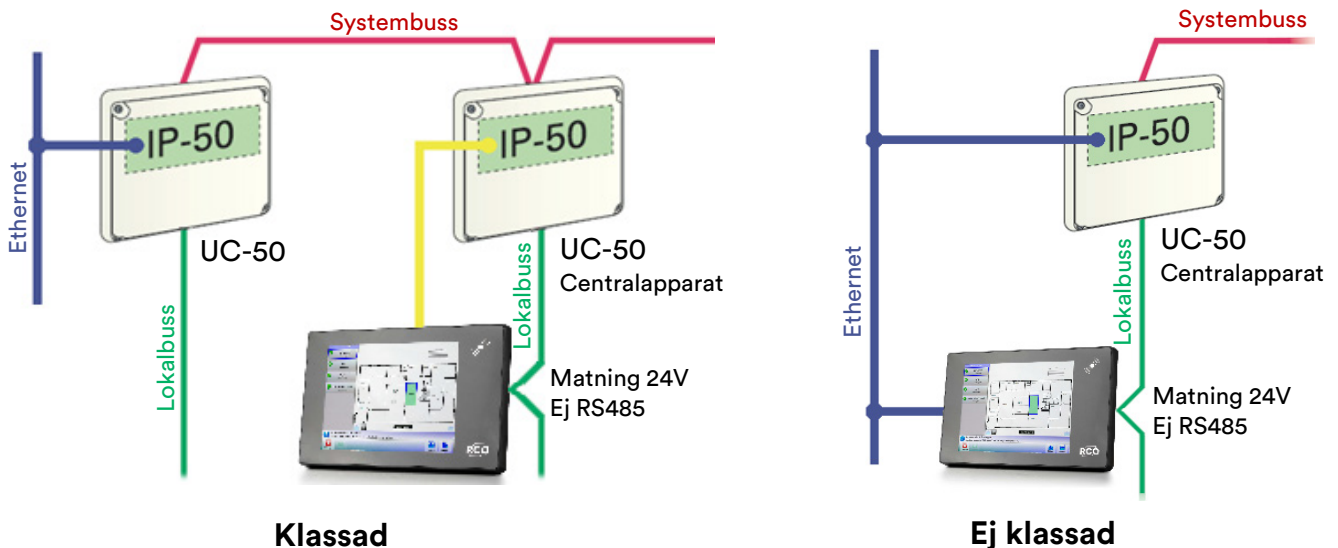 Systembuss
IP-50
IP-50
Ethernet
UC-50
Lokalbuss
UC-50
Centralapparat
Lokalbuss
RCO
Matning 24V
Ej RS485
Klassad
Systembuss
IP-50
Ethernet
UC-50
Centralapparat
Lokalbuss
RCO
Matning 24V
Ej RS485
Ej klassad